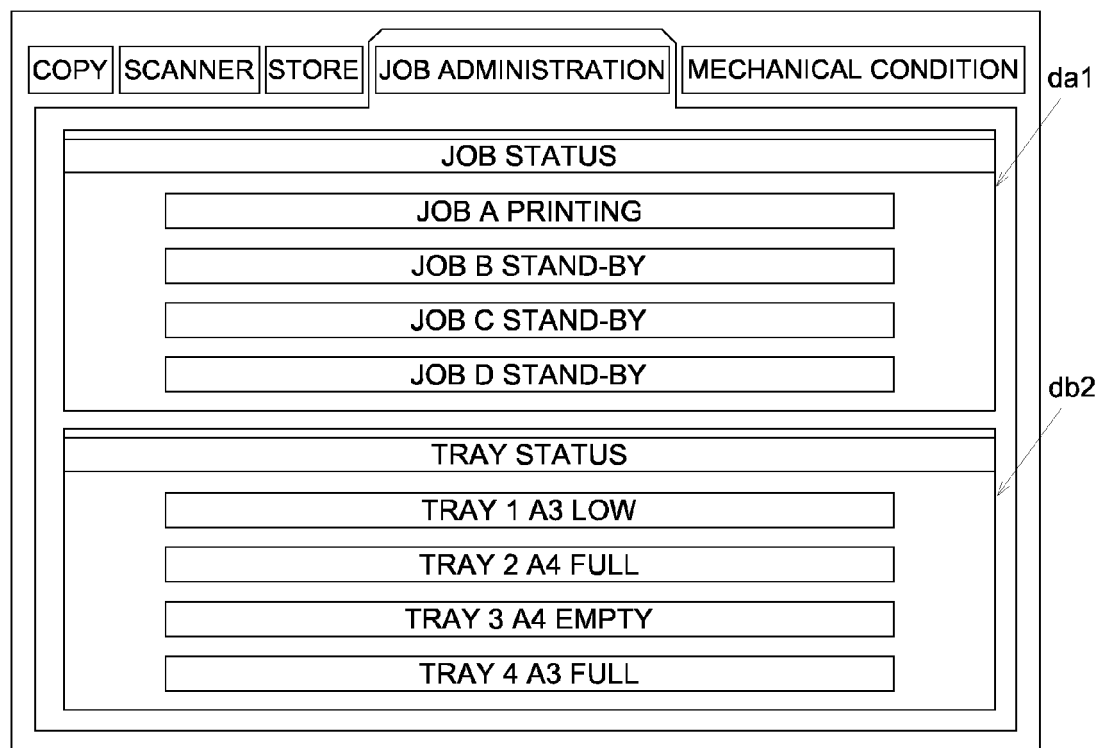 COPY SCANNER STORE JOB ADMINISTRATION MECHANICAL CONDITION
da1
JOB STATUS
JOB A PRINTING
JOB B STAND-BY
JOB C STAND-BY
JOB D STAND-BY
db2
TRAY STATUS
TRAY 1 A3 LOW
TRAY 2 A4 FULL
TRAY 3 A4 EMPTY
TRAY 4 A3 FULL